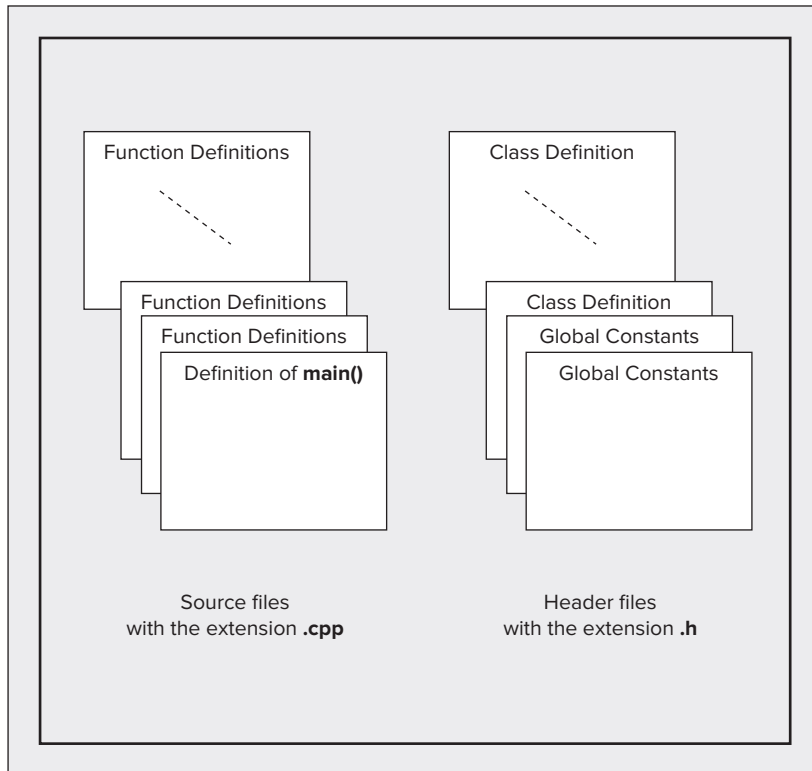 Function Definitions
Function Definitions
Function Definitions
Definition of main()
Source files
with the extension .cpp
Class Definition
Class Definition
Global Constants
Global Constants
Header files
with the extension .h